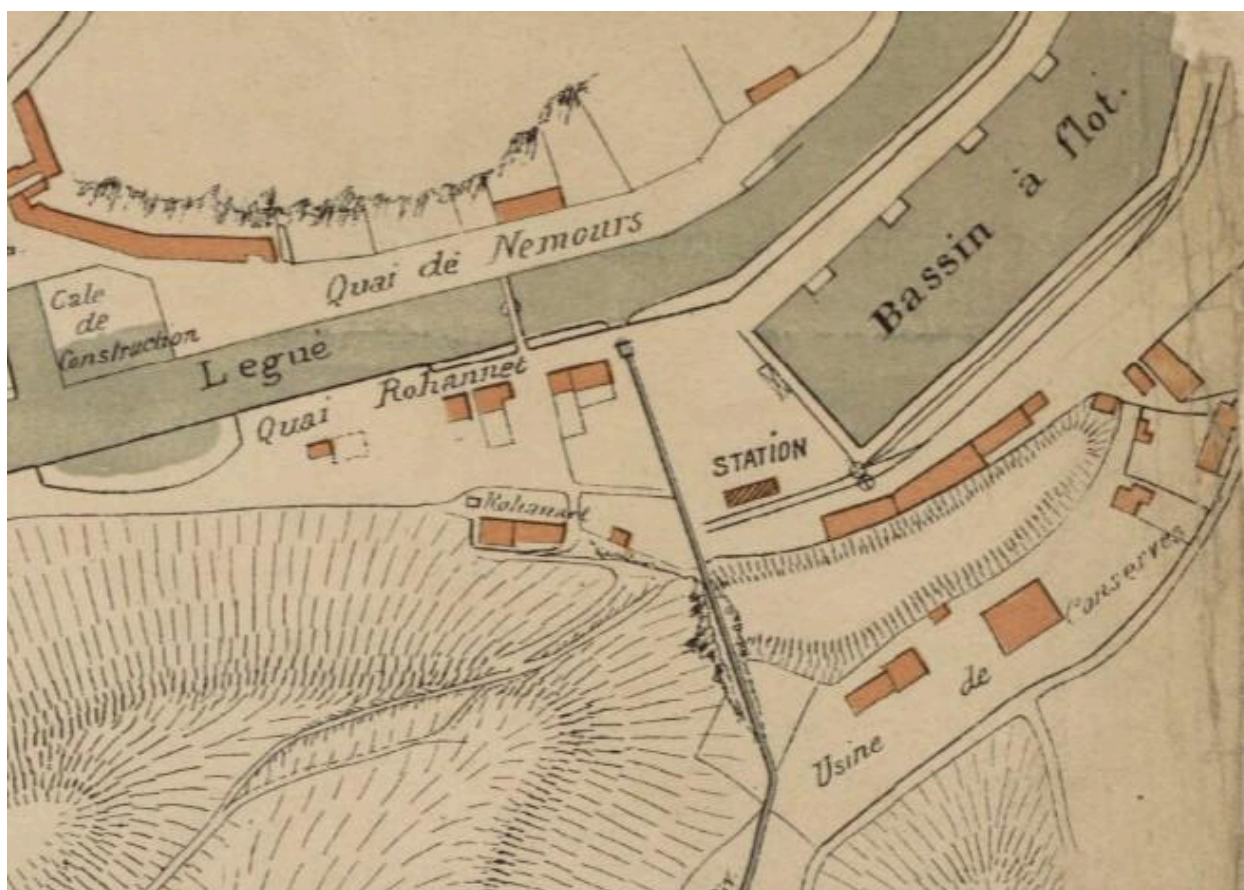 Quai de Nemours
Bassin à flot.
Cale
de
Construction
Legué
Quai Rohannet
STATION
Rohannet
Usine de Conserves